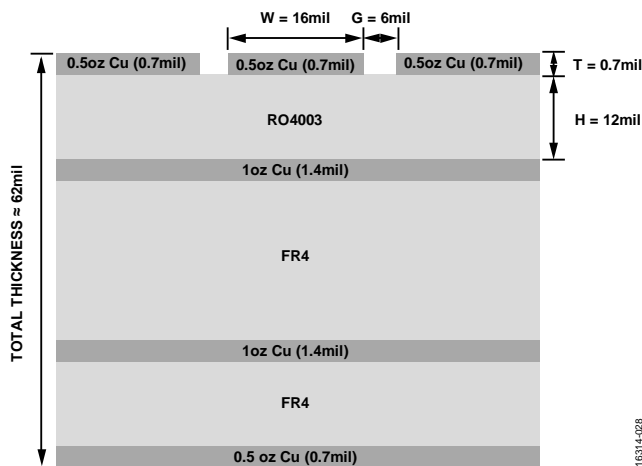 W = 16mil G = 6mil
0.5oz Cu (0.7mil) 0.5oz Cu (0.7mil) 0.5oz Cu (0.7mil) T = 0.7mil
RO4003 H = 12mil
1oz Cu (1.4mil)
TOTAL THICKNESS ≈ 62mil
FR4
1oz Cu (1.4mil)
FR4
0.5 oz Cu (0.7mil)
16314-028